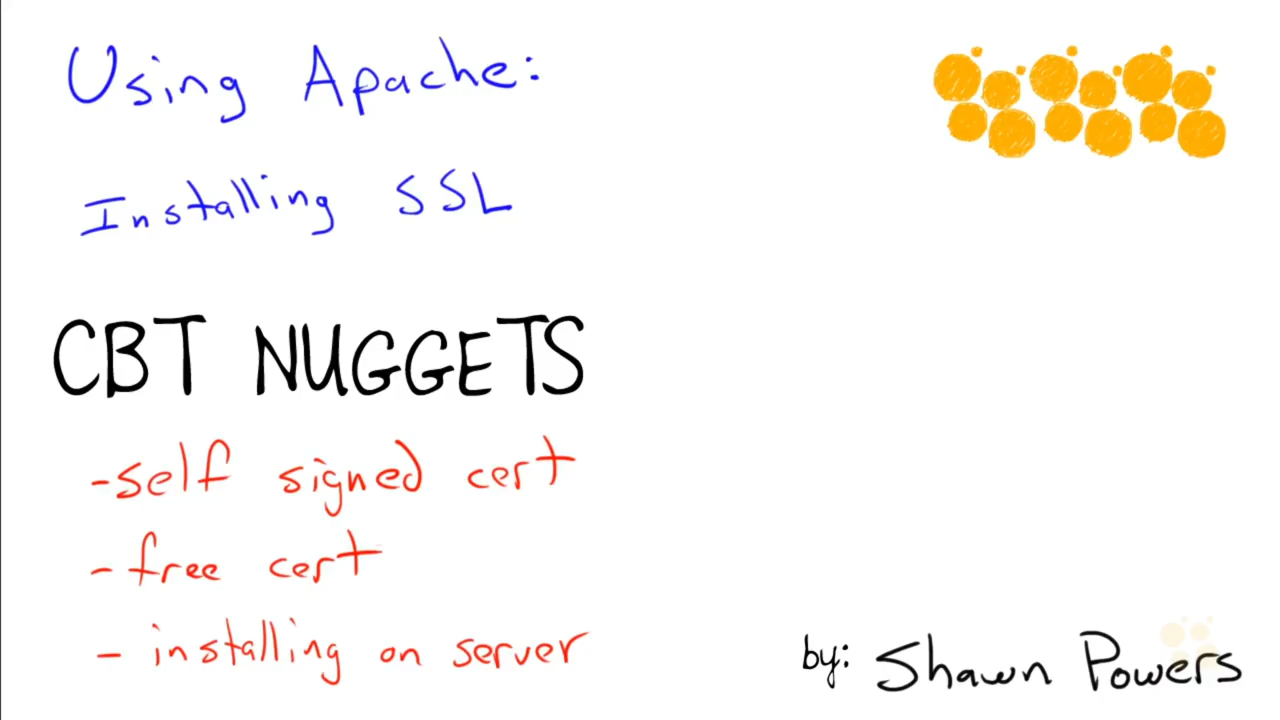 Using Apache:
Installing SSL
CBT NUGGETS
-self signed cert
-free cert
- installing on server
by: Shawn Powers